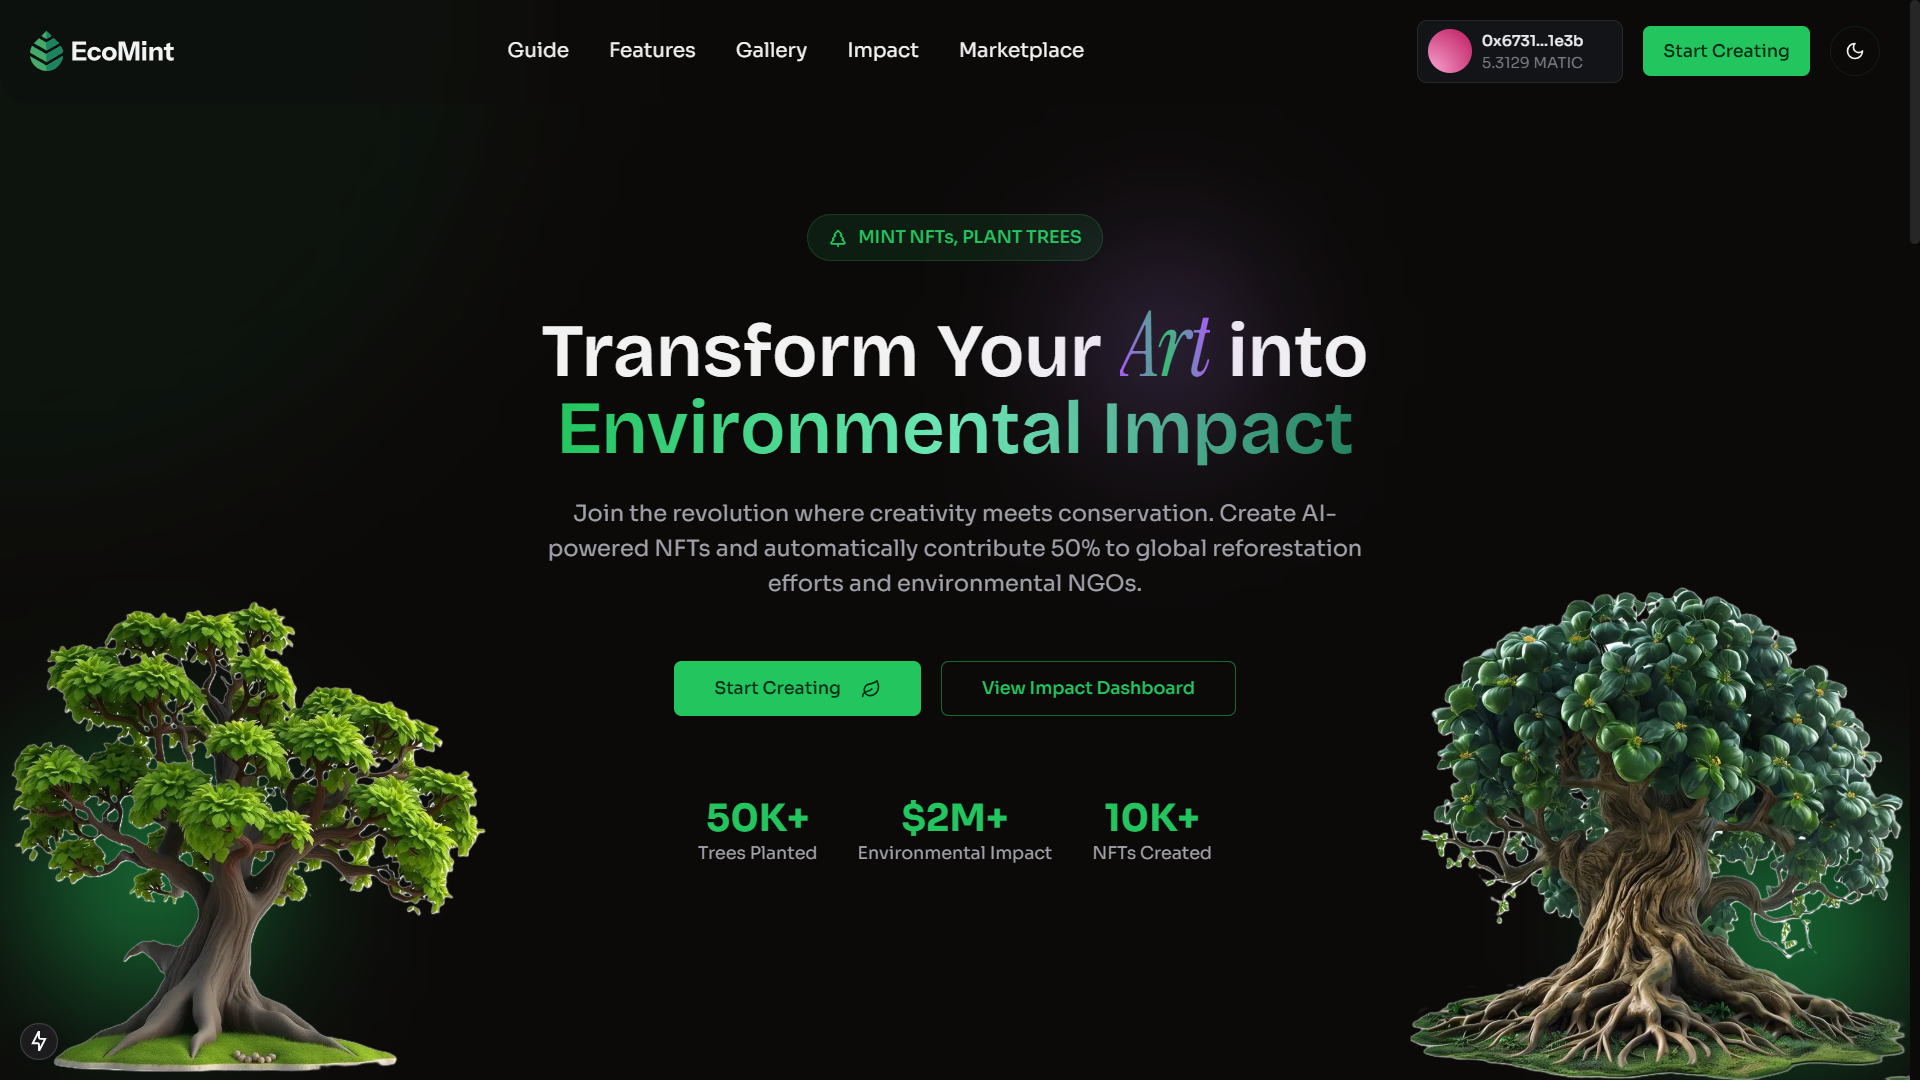 EcoMint
Guide
Features
Gallery
Impact
Marketplace
0x6731...1e3b
5.3129 MATIC
Start Creating
MINT NFTs, PLANT TREES
Transform Your Art into
Environmental Impact
Join the revolution where creativity meets conservation. Create AI-
powered NFTs and automatically contribute 50% to global reforestation
efforts and environmental NGOs.
Start Creating
View Impact Dashboard
50K+
Trees Planted
$2M+
Environmental Impact
10K+
NFTs Created